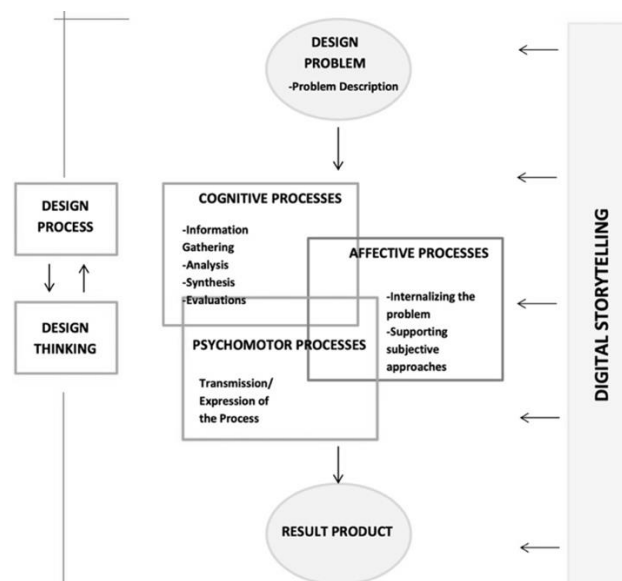 DESIGN
PROBLEM
-Problem Description
DESIGN
PROCESS
DESIGN
THINKING
COGNITIVE PROCESSES
-Information
Gathering
-Analysis
-Synthesis
-Evaluations
AFFECTIVE PROCESSES
-Internalizing the
problem
-Supporting
subjective
approaches
PSYCHOMOTOR PROCESSES
Transmission/
Expression of
the Process
RESULT PRODUCT
DIGITAL STORYTELLING